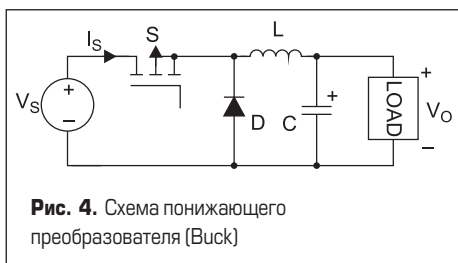 I_S S L
V_S + − D C + LOAD + V_O −
Рис. 4. Схема понижающего
преобразователя (Buck)